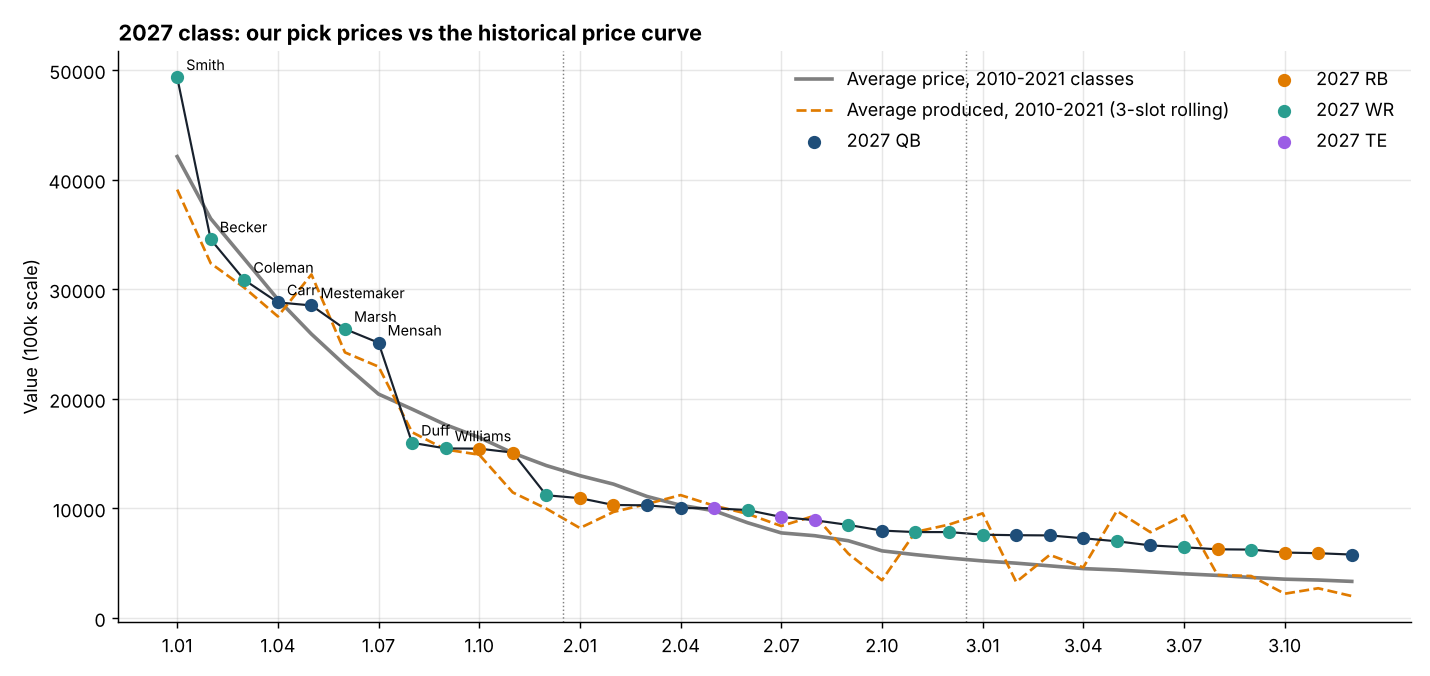 2027 class: our pick prices vs the historical price curve
Average price, 2010-2021 classes
Average produced, 2010-2021 (3-slot rolling)
2027 QB
2027 RB
2027 WR
2027 TE
Value (100k scale)
50000
40000
30000
20000
10000
0
Smith
Becker
Coleman
Carr
Mestemaker
Marsh
Mensah
Duff
Williams
1.01 1.04 1.07 1.10 2.01 2.04 2.07 2.10 3.01 3.04 3.07 3.10